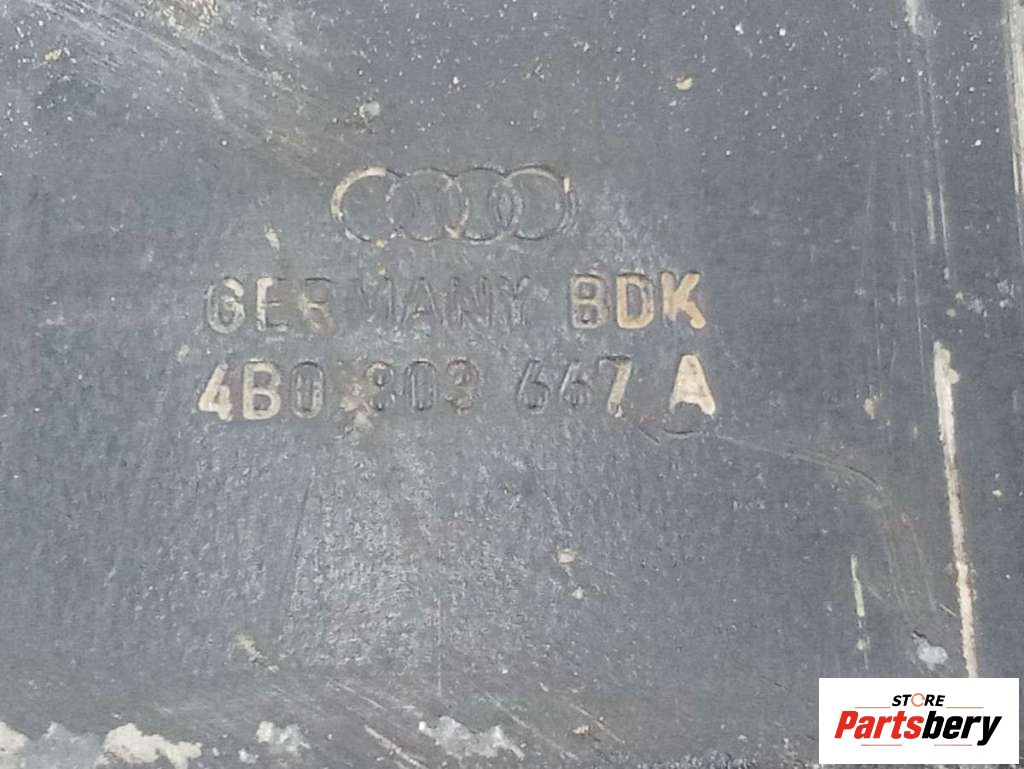 GERMANY BDK
4B0 803 667 A
STORE
Partsbery